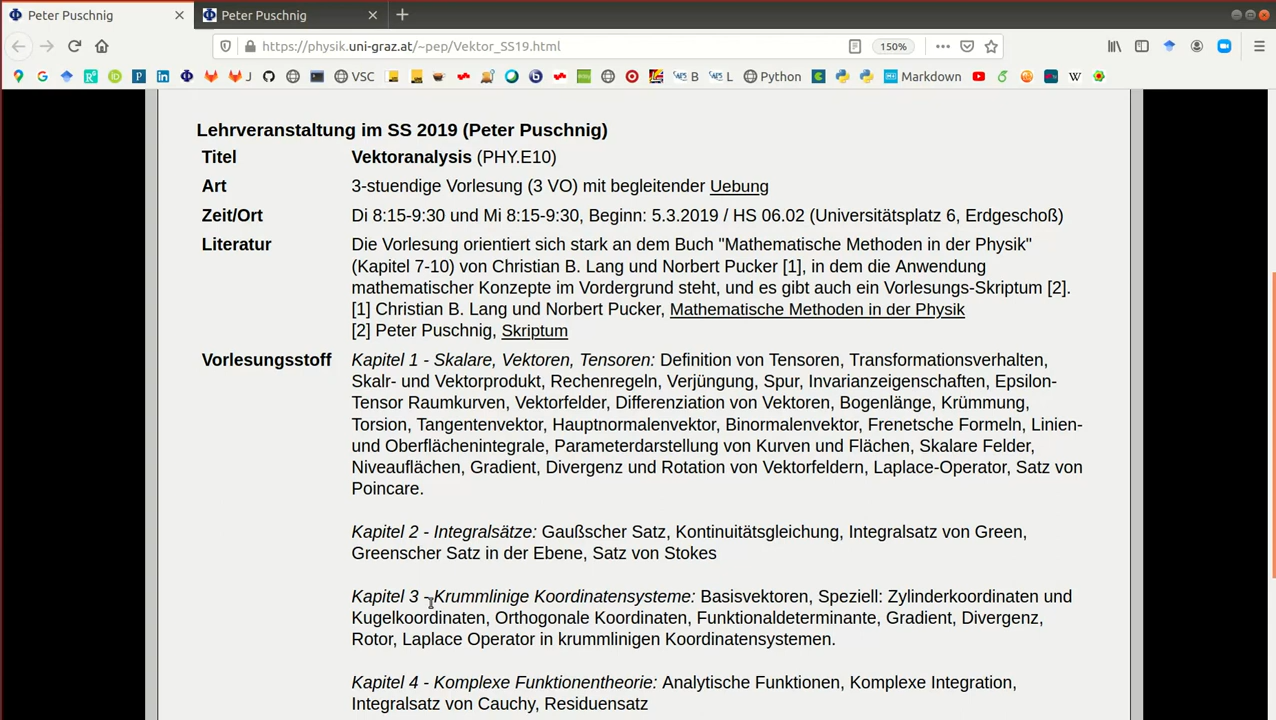 Peter Puschnig
Peter Puschnig
https://physik.uni-graz.at/~pep/Vektor_SS19.html
150%
J
VSC
B
L
Python
Markdown
Lehrveranstaltung im SS 2019 (Peter Puschnig)
Titel Vektoranalysis (PHY.E10)
Art 3-stuendige Vorlesung (3 VO) mit begleitender Uebung
Zeit/Ort Di 8:15-9:30 und Mi 8:15-9:30, Beginn: 5.3.2019 / HS 06.02 (Universitätsplatz 6, Erdgeschoß)
Literatur Die Vorlesung orientiert sich stark an dem Buch "Mathematische Methoden in der Physik"
(Kapitel 7-10) von Christian B. Lang und Norbert Pucker [1], in dem die Anwendung
mathematischer Konzepte im Vordergrund steht, und es gibt auch ein Vorlesungs-Skriptum [2].
[1] Christian B. Lang und Norbert Pucker, Mathematische Methoden in der Physik
[2] Peter Puschnig, Skriptum
Vorlesungsstoff Kapitel 1 - Skalare, Vektoren, Tensoren: Definition von Tensoren, Transformationsverhalten,
Skalr- und Vektorprodukt, Rechenregeln, Verjüngung, Spur, Invarianzeigenschaften, Epsilon-
Tensor Raumkurven, Vektorfelder, Differenziation von Vektoren, Bogenlänge, Krümmung,
Torsion, Tangentenvektor, Hauptnormalenvektor, Binormalenvektor, Frenetsche Formeln, Linien-
und Oberflächenintegrale, Parameterdarstellung von Kurven und Flächen, Skalare Felder,
Niveauflächen, Gradient, Divergenz und Rotation von Vektorfeldern, Laplace-Operator, Satz von
Poincare.
Kapitel 2 - Integralsätze: Gaußscher Satz, Kontinuitätsgleichung, Integralsatz von Green,
Greenscher Satz in der Ebene, Satz von Stokes
Kapitel 3 - Krummlinige Koordinatensysteme: Basisvektoren, Speziell: Zylinderkoordinaten und
Kugelkoordinaten, Orthogonale Koordinaten, Funktionaldeterminante, Gradient, Divergenz,
Rotor, Laplace Operator in krummlinigen Koordinatensystemen.
Kapitel 4 - Komplexe Funktionentheorie: Analytische Funktionen, Komplexe Integration,
Integralsatz von Cauchy, Residuensatz